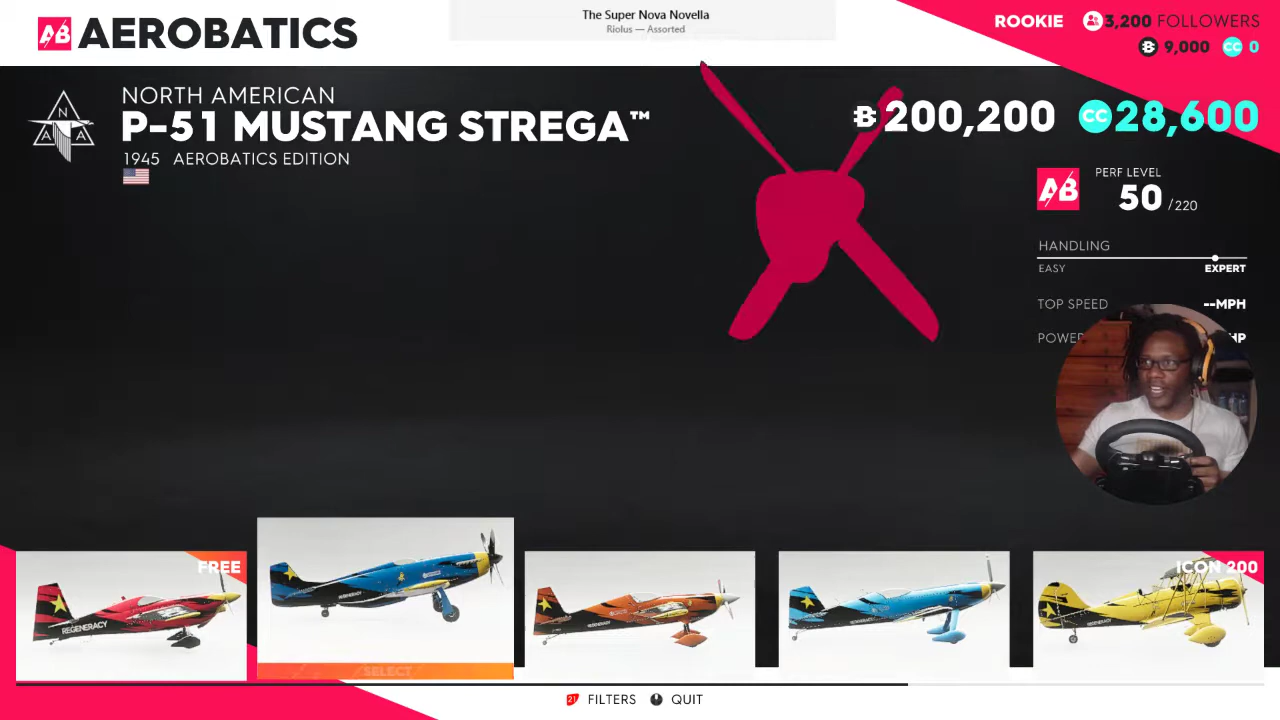 AB AEROBATICS
The Super Nova Novella
Riolus — Assorted
ROOKIE 3,200 FOLLOWERS
9,000 CC 0
NORTH AMERICAN
P-51 MUSTANG STREGA™
1945 AEROBATICS EDITION
N A A
200,200 CC 28,600
AB PERF LEVEL
50 /220
HANDLING
EASY EXPERT
TOP SPEED --MPH
POWE HP
FREE
ICON 200
REGENERACY
SELECT
FILTERS QUIT